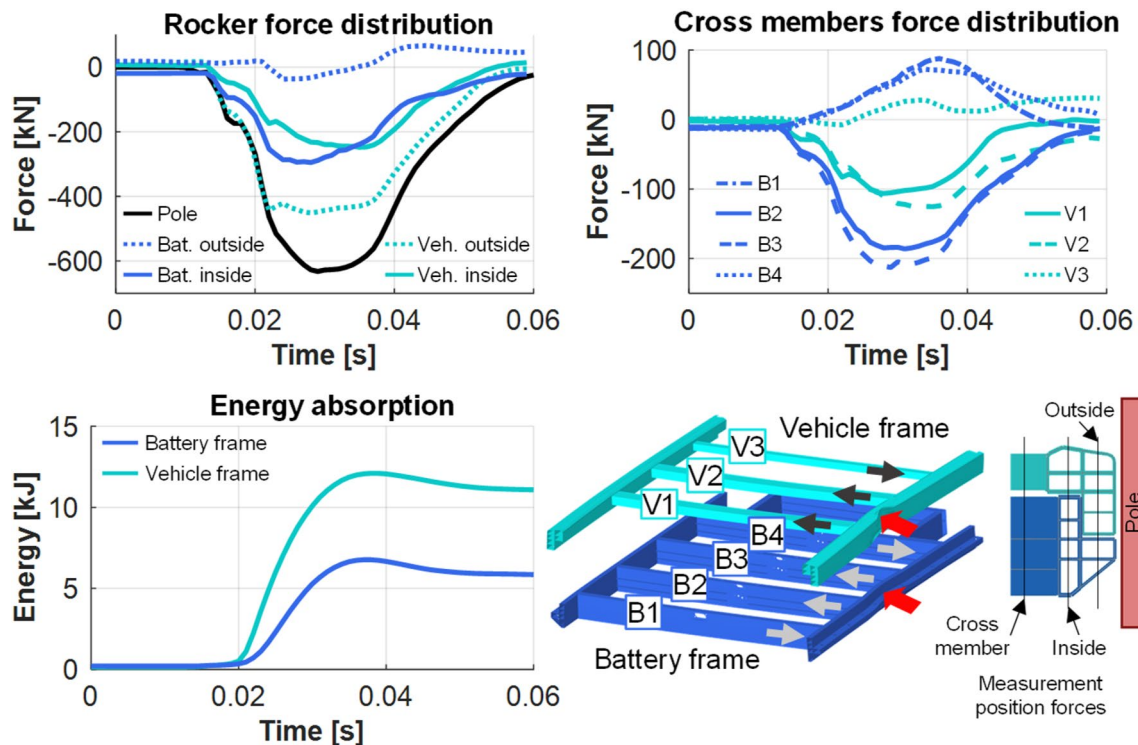 Rocker force distribution
Force [kN]
0
-200
-400
-600
Pole
Bat. outside
Bat. inside
Veh. outside
Veh. inside
0
0.02
0.04
0.06
Time [s]
Cross members force distribution
Force [kN]
100
0
-100
-200
B1
B2
B3
B4
V1
V2
V3
0
0.02
0.04
0.06
Time [s]
Energy absorption
Energy [kJ]
15
10
5
0
Battery frame
Vehicle frame
0
0.02
0.04
0.06
Time [s]
Vehicle frame
V3
V2
V1
B4
B3
B2
B1
Battery frame
Outside
Pole
Cross
member
Inside
Measurement
position forces